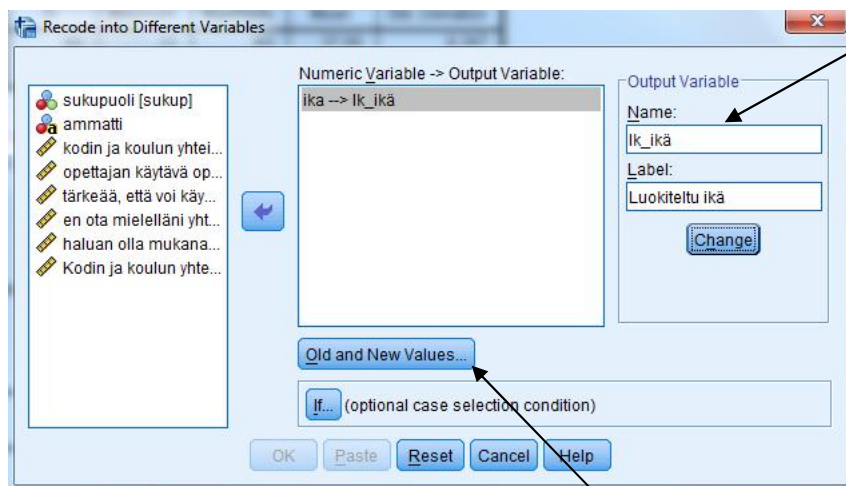 Recode into Different Variables
sukupuoli [sukup]
ammatti
kodin ja koulun yhtei...
opettajan käytävä op...
tärkeää, että voi käy...
en ota mielelläni yht...
haluan olla mukana...
Kodin ja koulun yhte...
Numeric Variable -> Output Variable:
ika --> lk_ikä
Output Variable
Name:
lk_ikä
Label:
Luokiteltu ikä
Change
Old and New Values...
If... (optional case selection condition)
OK Paste Reset Cancel Help